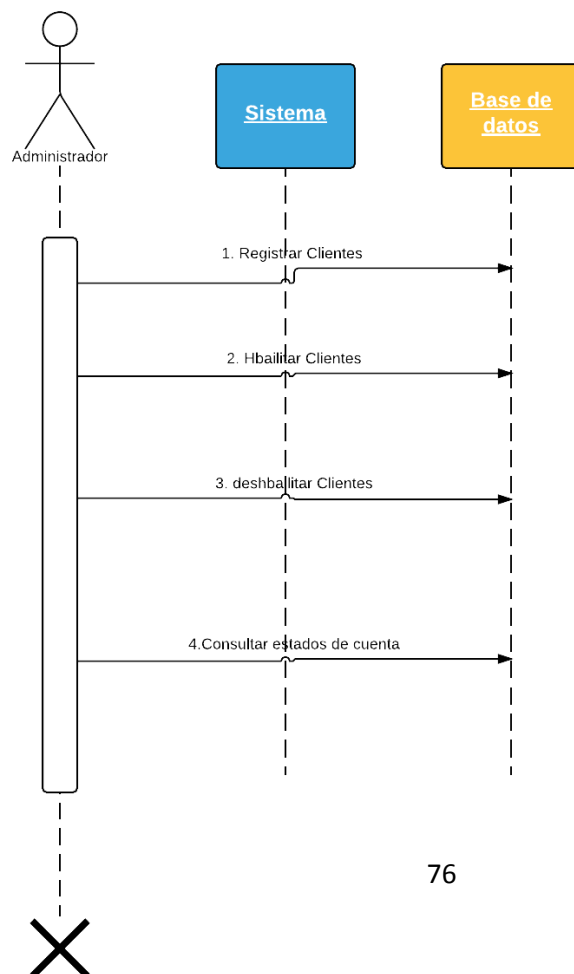 Administrador
Sistema
Base de
datos
1. Registrar Clientes
2. Hbailitar Clientes
3. deshballitar Clientes
4.Consultar estados de cuenta
76